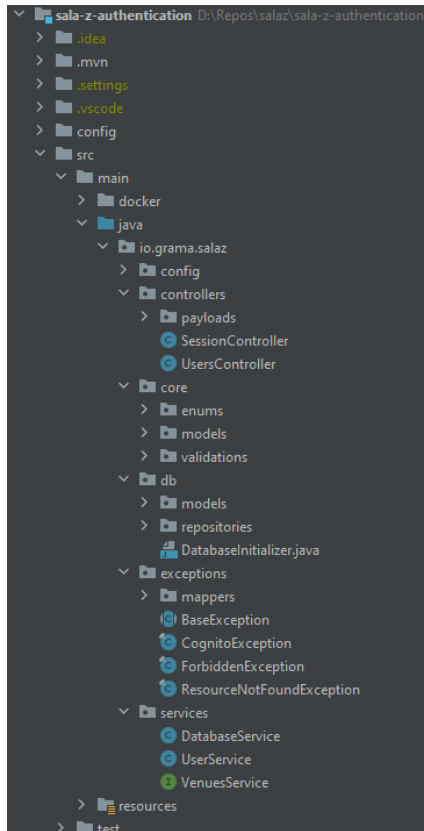 sala-z-authentication D:\Repos\salaz\sala-z-authentication
.idea
.mvn
.settings
.vscode
config
src
main
docker
java
io.grama.salaz
config
controllers
payloads
SessionController
UsersController
core
enums
models
validations
db
models
repositories
DatabaseInitializer.java
exceptions
mappers
BaseException
CognitoException
ForbiddenException
ResourceNotFoundException
services
DatabaseService
UserService
VenuesService
resources
test